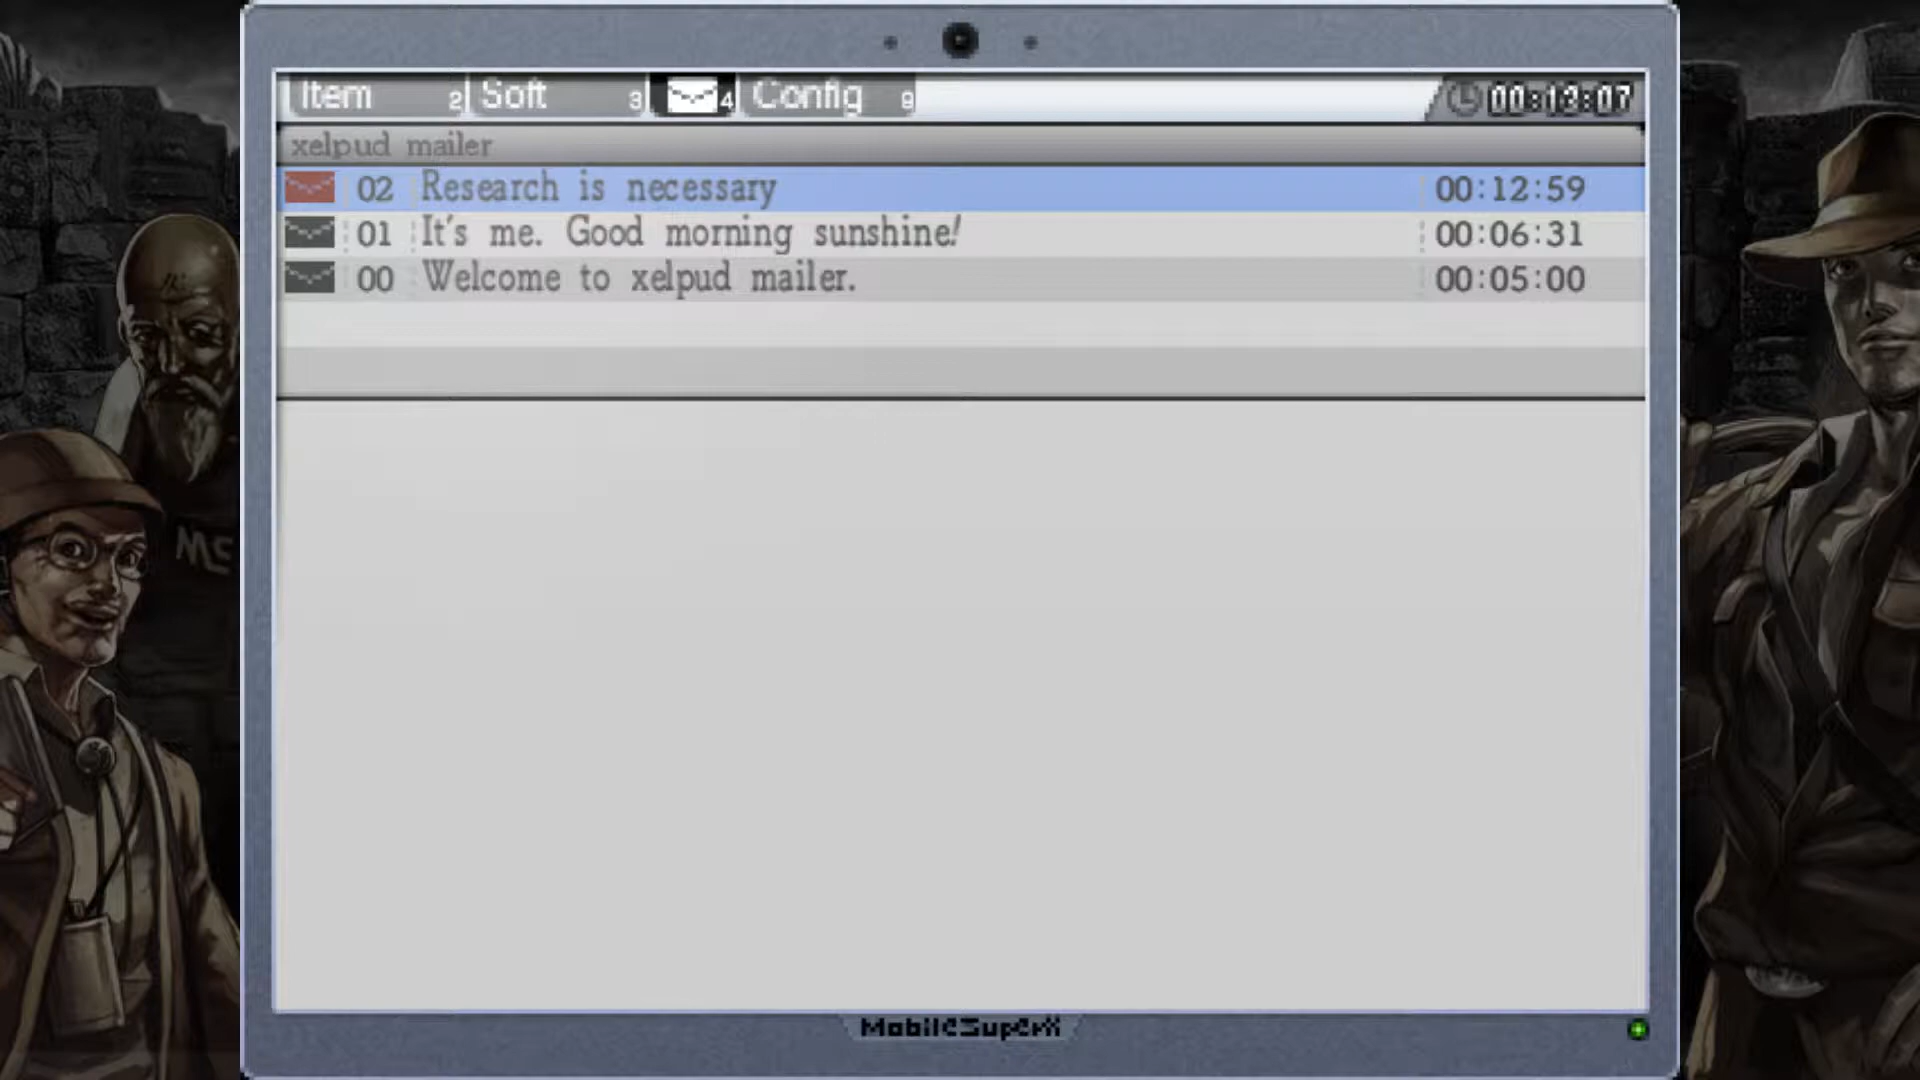 Item 2 Soft 3 4 Config 9 00:13:07
xelpud mailer
02 Research is necessary 00:12:59
01 It's me. Good morning sunshine! 00:06:31
00 Welcome to xelpud mailer. 00:05:00
MobileSuperX